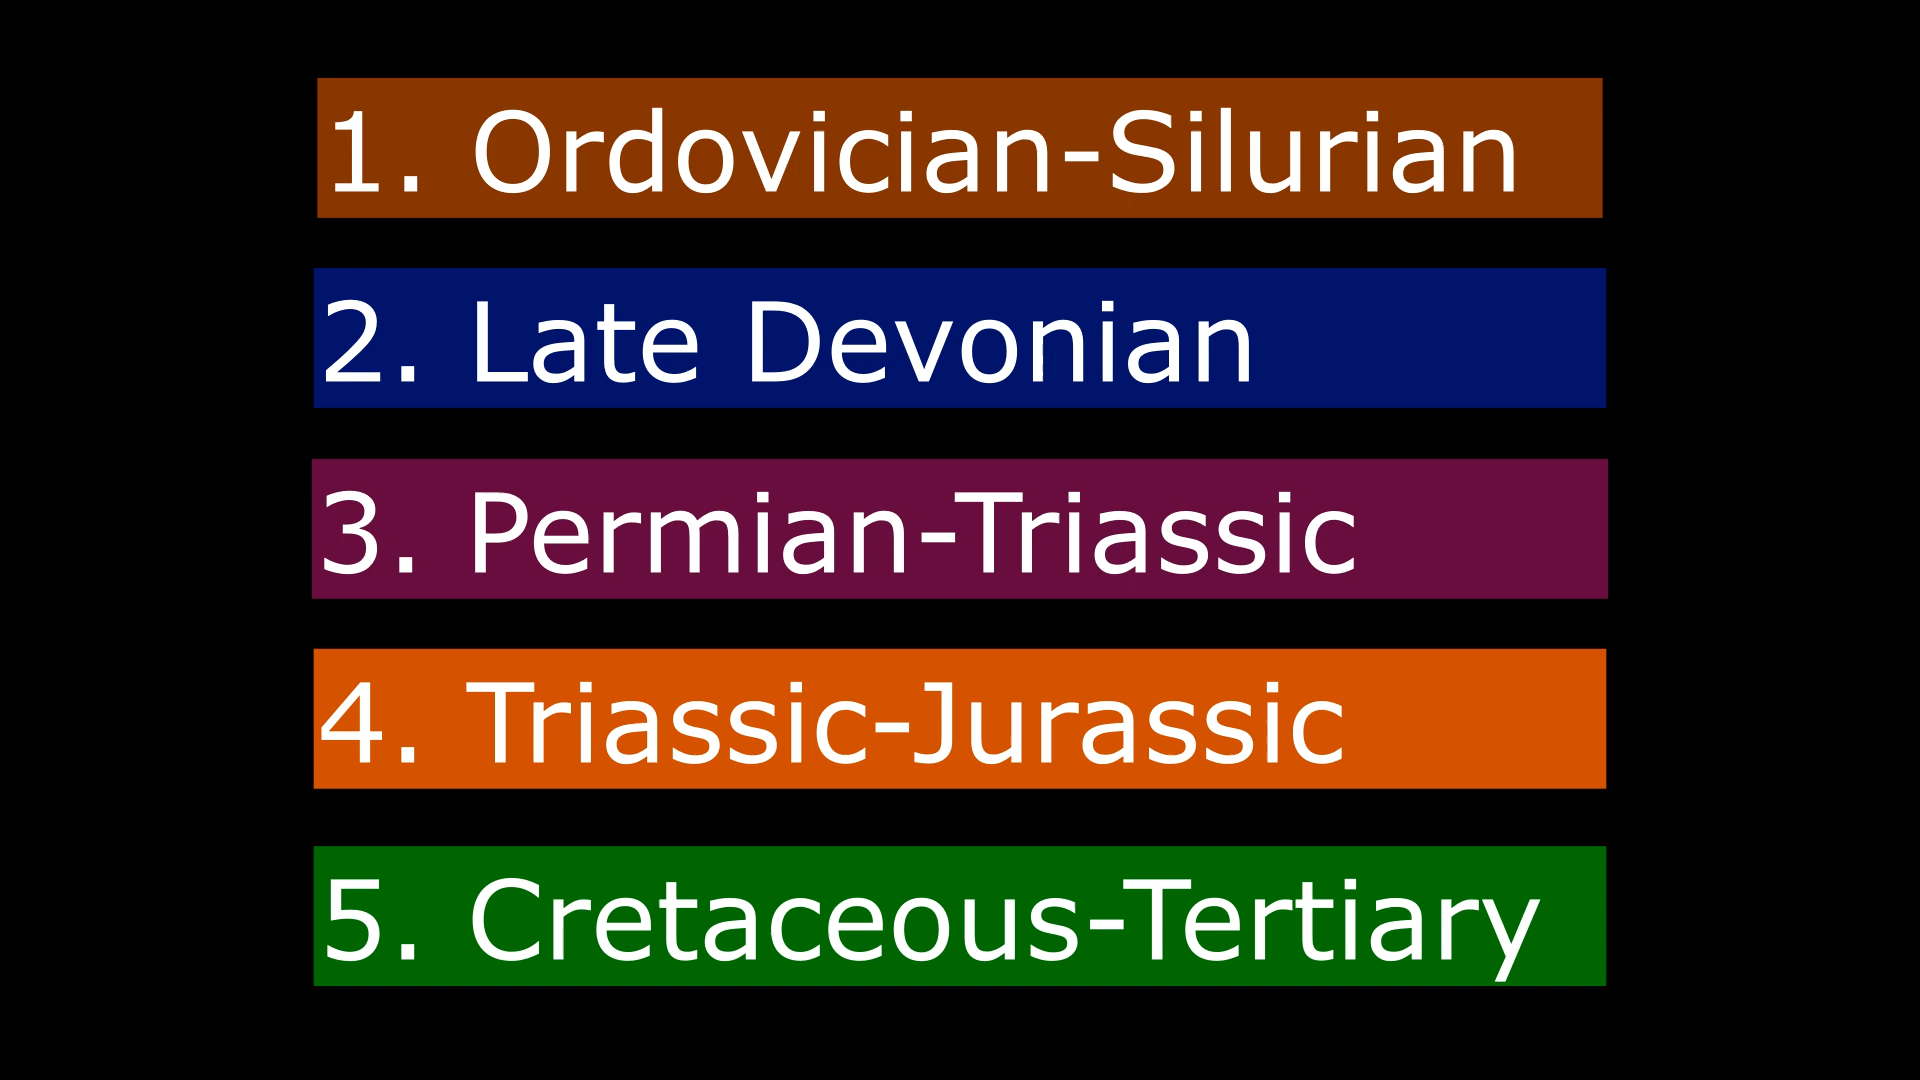 1. Ordovician-Silurian
2. Late Devonian
3. Permian-Triassic
4. Triassic-Jurassic
5. Cretaceous-Tertiary